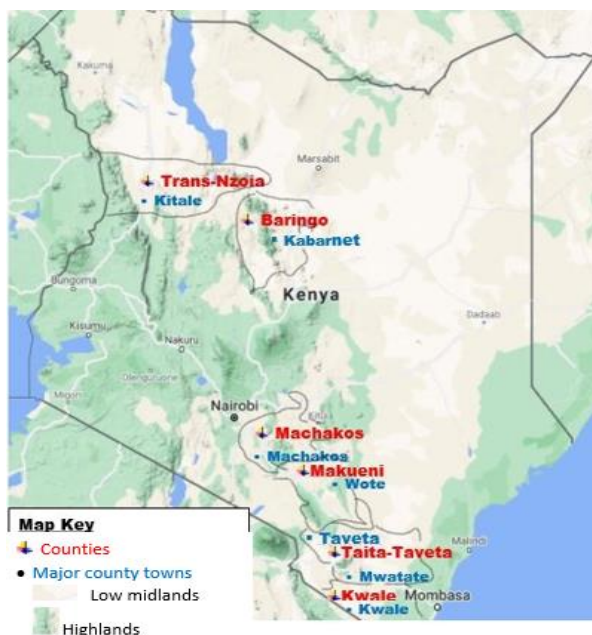 Kakuma
Marsabit
Trans-Nzoia
Kitale
Baringo
Kabarnet
Bungoma
Kenya
Kisumu
Dadaab
Nakuru
Olenguruone
Migori
Nairobi
Kitui
Machakos
Machakos
Makueni
Wote
Map Key
Counties
Major county towns
Low midlands
Highlands
Taveta
Taita-Taveta
Malindi
Mwatate
Kwale
Kwale
Mombasa